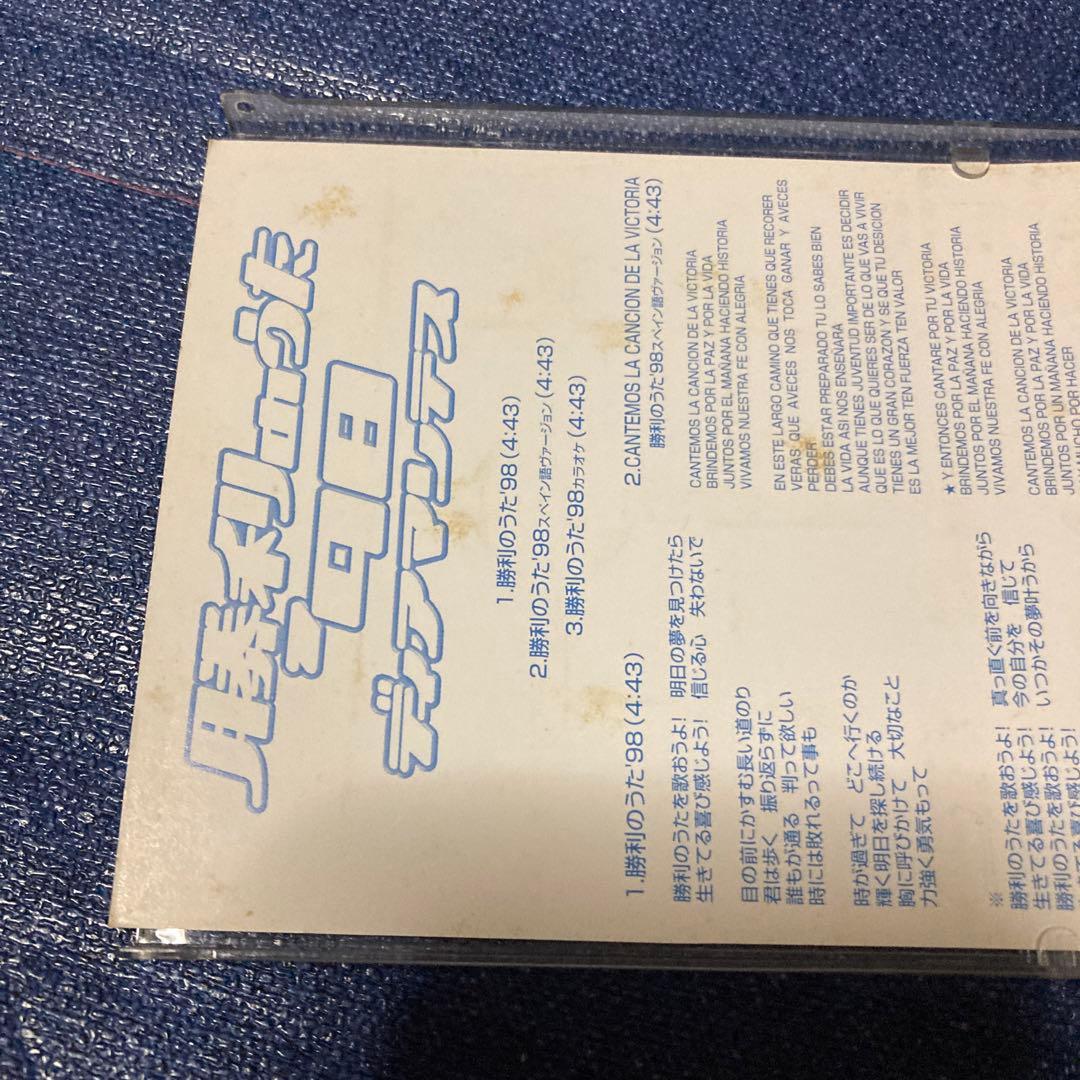 勝利のうた
'98
ディアマンテス
1.勝利のうた'98(4:43)
2.勝利のうた'98スペイン語ヴァージョン(4:43)
3.勝利のうた'98カラオケ(4:43)
1.勝利のうた'98(4:43)
勝利のうたを歌おうよ! 明日の夢を見つけたら
生きてる喜び感じよう! 信じる心 失わないで
目の前にかすむ長い道のり
君は歩く 振り返らずに
誰もが通る 判って欲しい
時には敗れるって事も
時が過ぎて どこへ行くのか
輝く明日を探し続ける
胸に呼びかけて 大切なこと
力強く勇気もって
※
勝利のうたを歌おうよ! 真っ直ぐ前を向きながら
生きてる喜び感じよう! 今の自分を 信じて
勝利のうたを歌おうよ! いつかその夢叶うから
2.CANTEMOS LA CANCION DE LA VICTORIA
勝利のうた'98スペイン語ヴァージョン(4:43)
CANTEMOS LA CANCION DE LA VICTORIA
BRINDEMOS POR LA PAZ Y POR LA VIDA
JUNTOS POR EL MAÑANA HACIENDO HISTORIA
VIVAMOS NUESTRA FE CON ALEGRIA
EN ESTE LARGO CAMINO QUE TIENES QUE RECORER
VERAS QUE AVECES NOS TOCA GANAR Y AVECES
PERDER
DEBES ESTAR PREPARADO TU LO SABES BIEN
LA VIDA ASI NOS ENSEÑARA
AUNQUE TIENES JUVENTUD IMPORTANTE ES DECIDIR
QUE ES LO QUE QUIERES SER DE LO QUE VAS A VIVIR
TIENES UN GRAN CORAZON Y SE QUE TU DESICION
ES LA MEJOR TEN FUERZA TEN VALOR
★ Y ENTONCES CANTARE POR TU VICTORIA
BRINDEMOS POR LA PAZ Y POR LA VIDA
JUNTOS POR EL MAÑANA HACIENDO HISTORIA
VIVAMOS NUESTRA FE CON ALEGRIA
CANTEMOS LA CANCION DE LA VICTORIA
BRINDEMOS POR LA PAZ Y POR LA VIDA
JUNTOS POR UN MAÑANA HACIENDO HISTORIA
MUCHO POR HACER